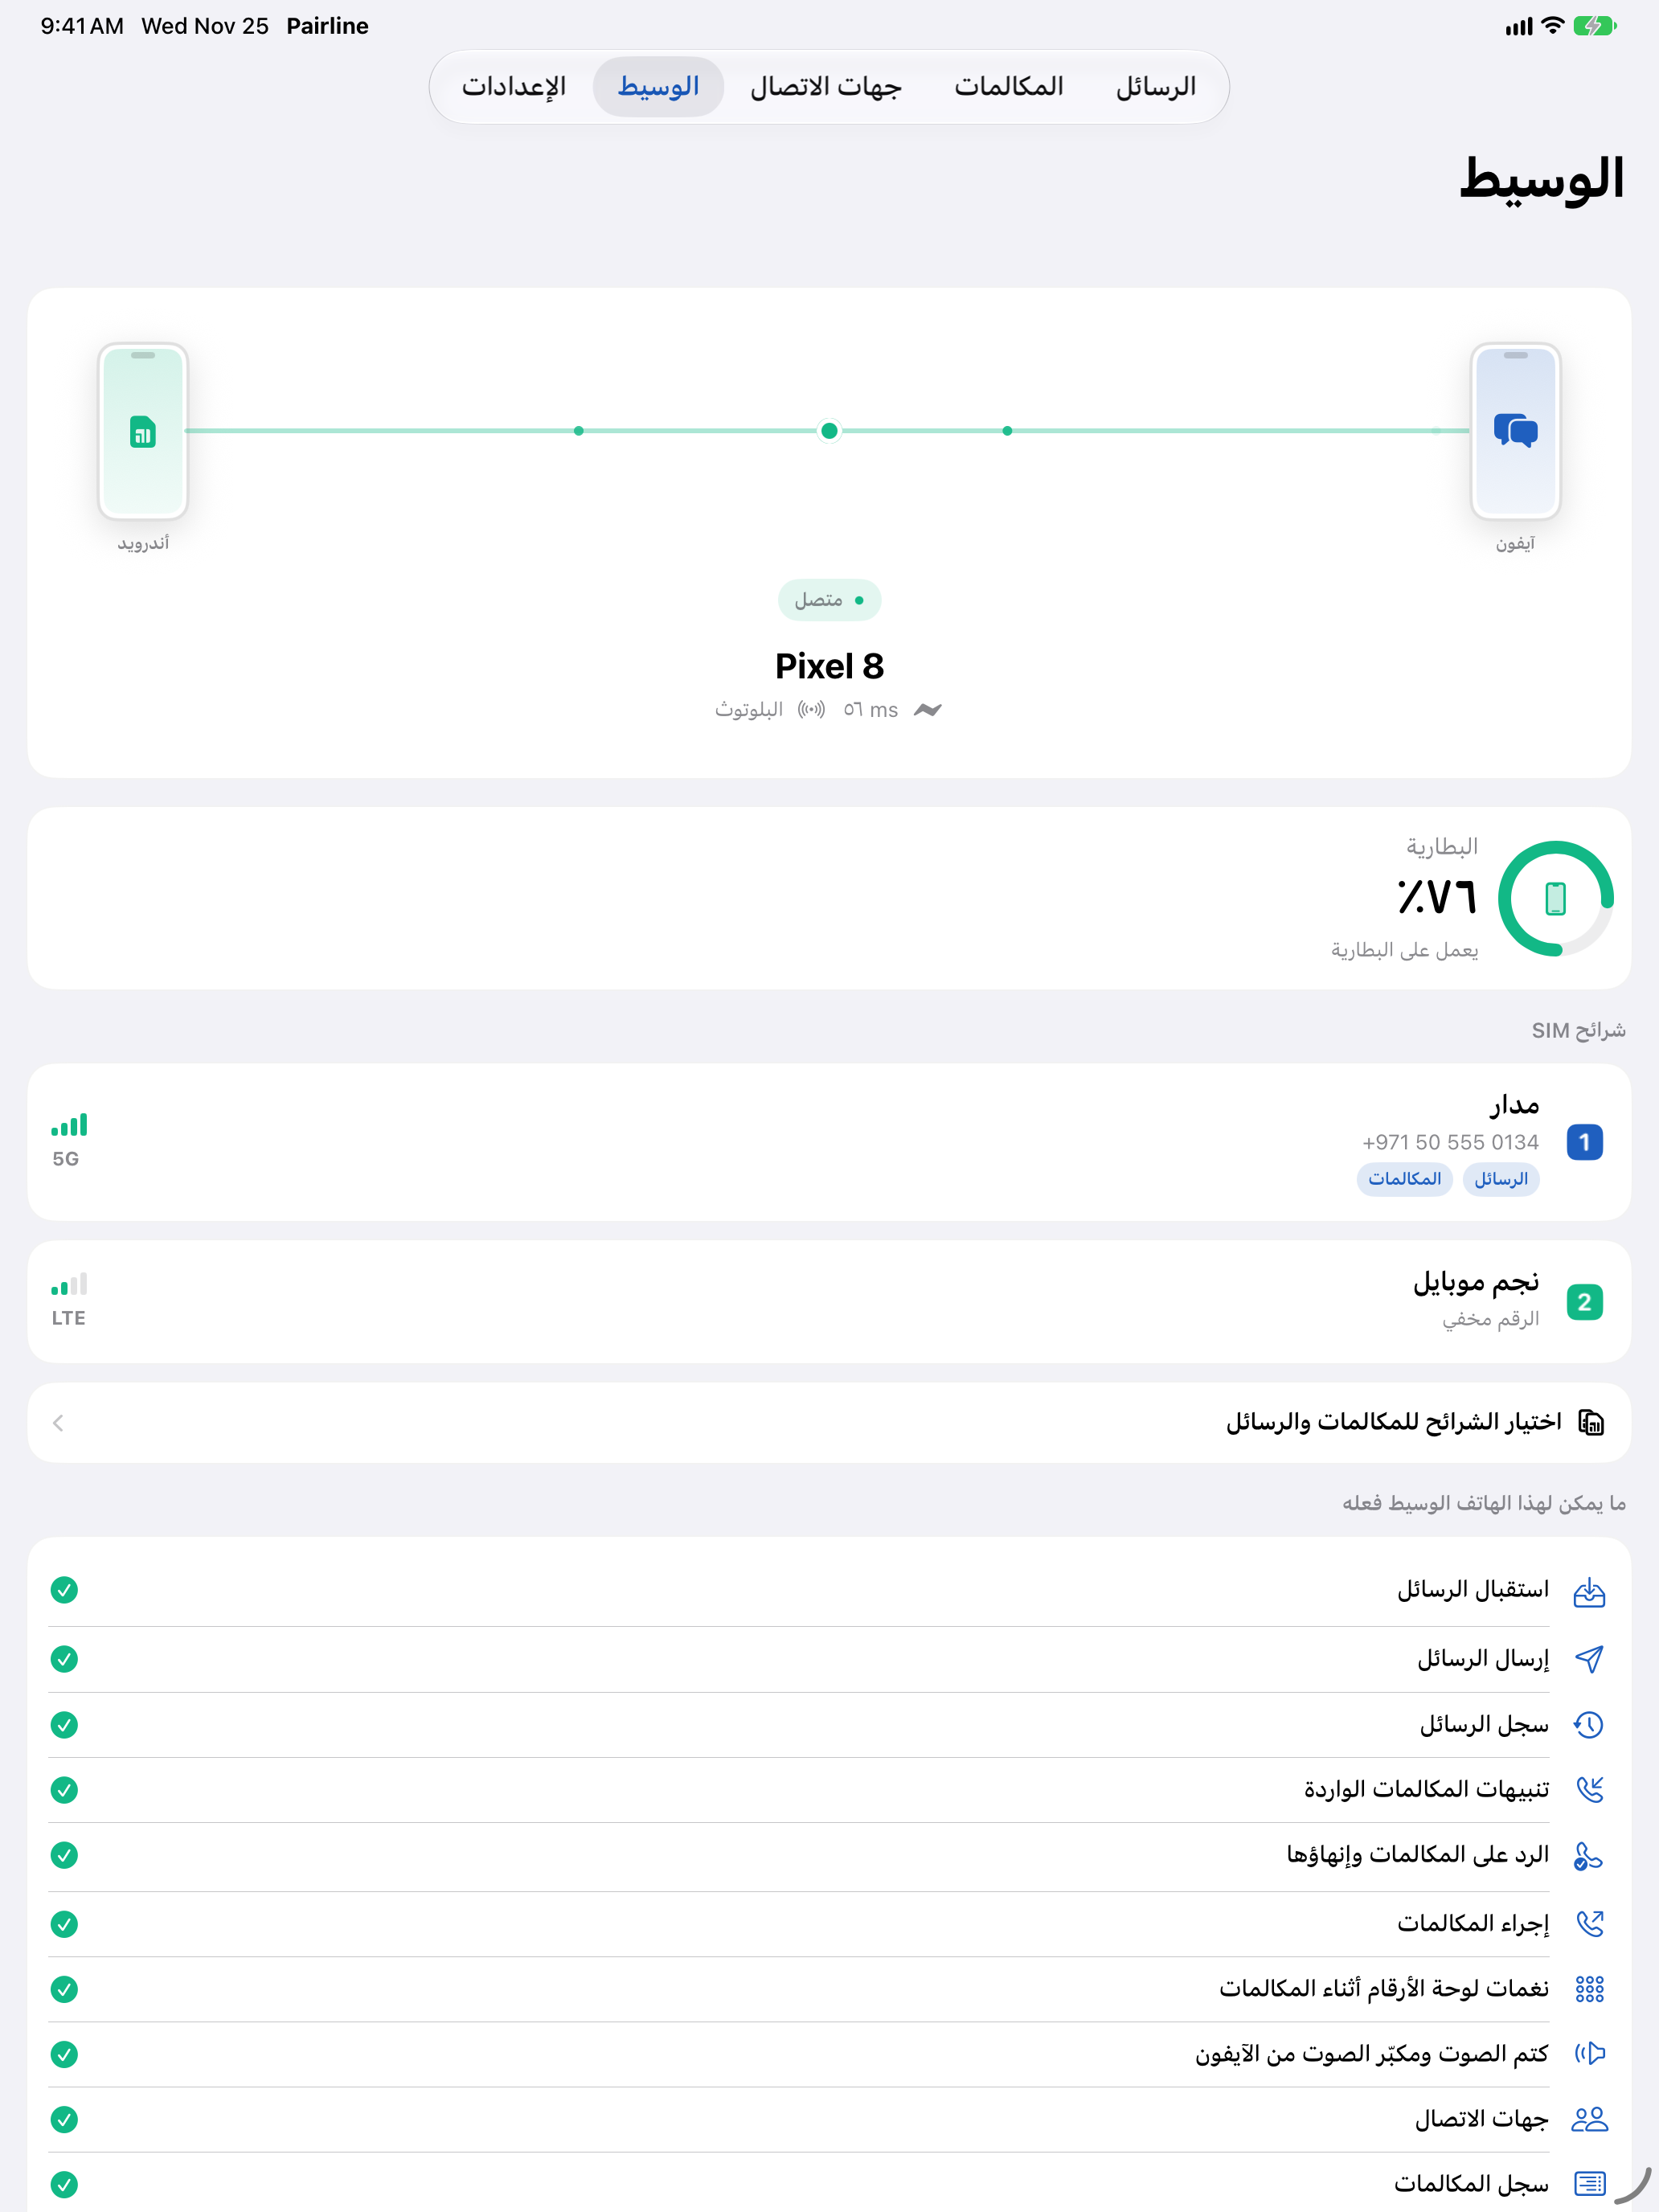 9:41 AM Wed Nov 25 Pairline
الرسائل المكالمات جهات الاتصال الوسيط الإعدادات
الوسيط
آيفون أندرويد
متصل
Pixel 8
٥٦ ms البلوتوث
البطارية
٧٦٪
يعمل على البطارية
شرائح SIM
1 مدار
+971 50 555 0134
الرسائل المكالمات
5G
2 نجم موبايل
الرقم مخفي
LTE
اختيار الشرائح للمكالمات والرسائل
ما يمكن لهذا الهاتف الوسيط فعله
استقبال الرسائل
إرسال الرسائل
سجل الرسائل
تنبيهات المكالمات الواردة
الرد على المكالمات وإنهاؤها
إجراء المكالمات
نغمات لوحة الأرقام أثناء المكالمات
كتم الصوت ومكبّر الصوت من الآيفون
جهات الاتصال
سجل المكالمات